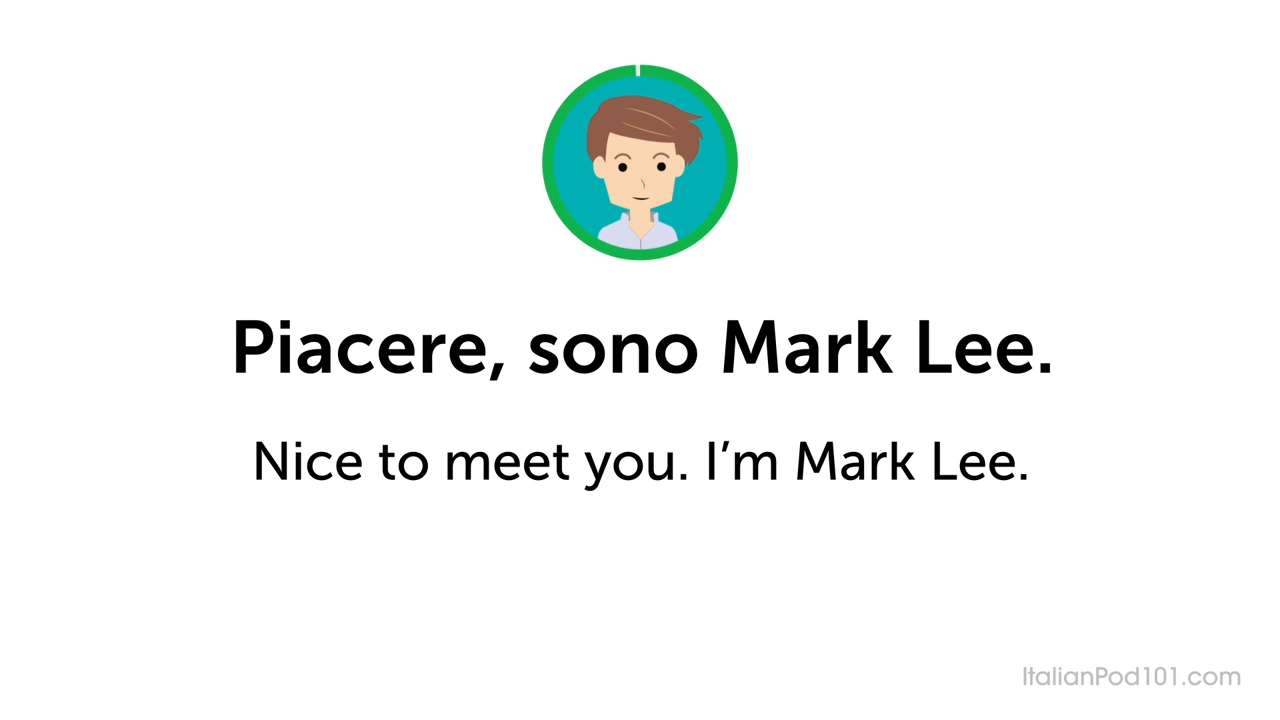 Piacere, sono Mark Lee.
Nice to meet you. I’m Mark Lee.
ItalianPod101.com